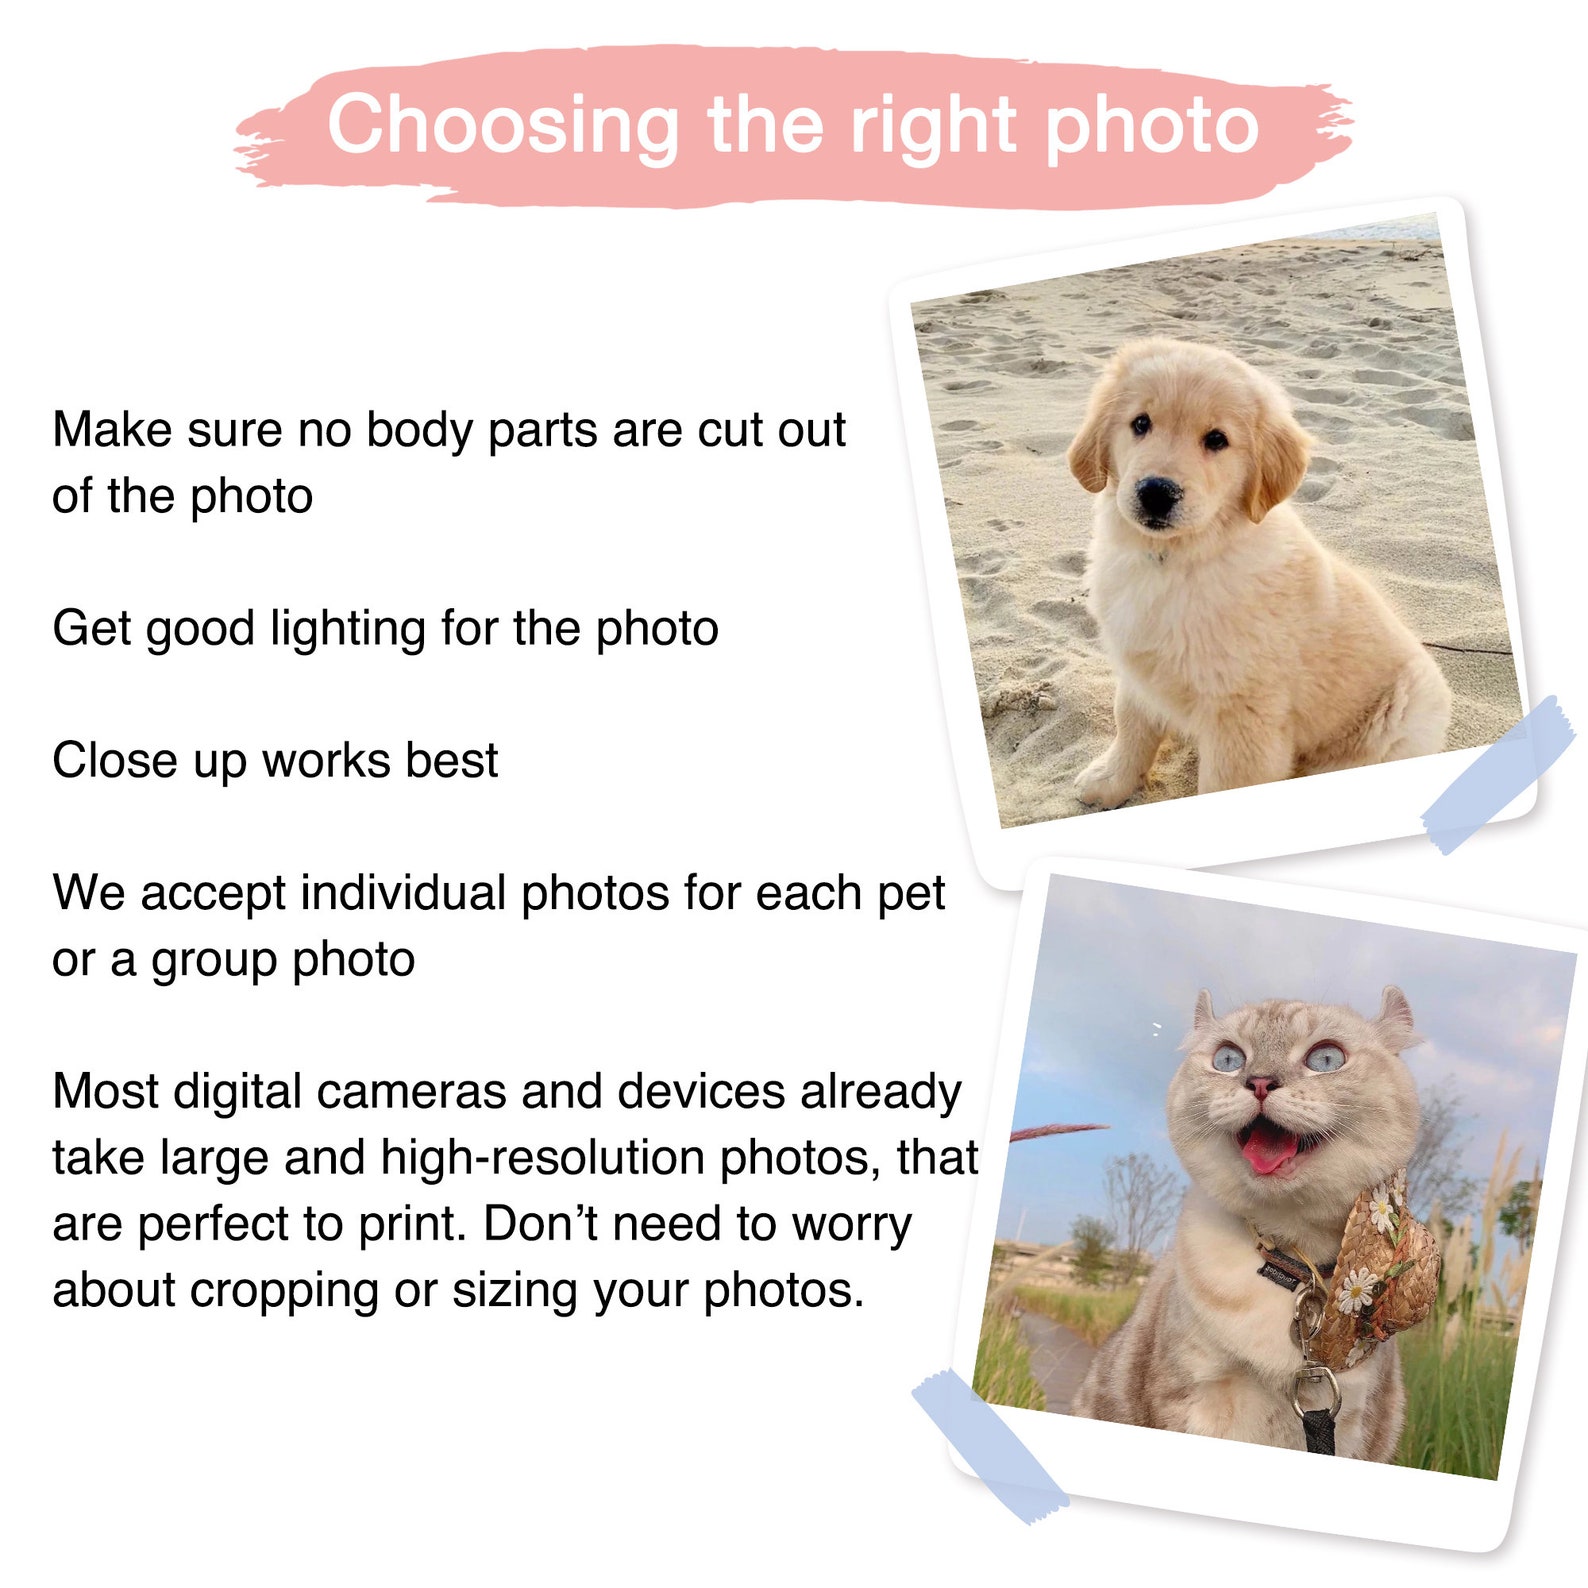 Choosing the right photo
Make sure no body parts are cut out
of the photo
Get good lighting for the photo
Close up works best
We accept individual photos for each pet
or a group photo
Most digital cameras and devices already
take large and high-resolution photos, that
are perfect to print. Don’t need to worry
about cropping or sizing your photos.